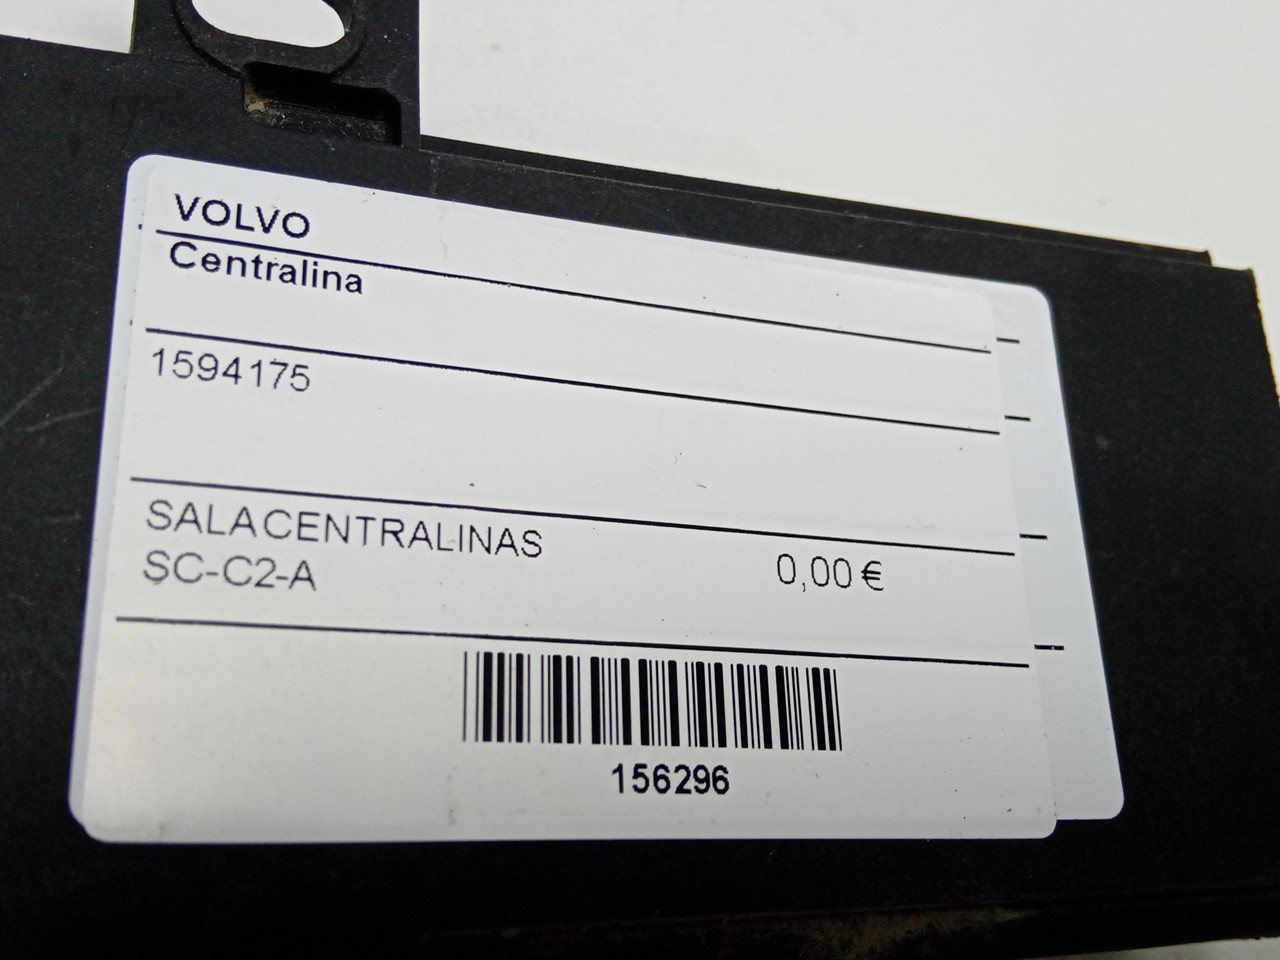 VOLVO
Centralina
1594175
SALACENTRALINAS
SC-C2-A
0,00 €
156296